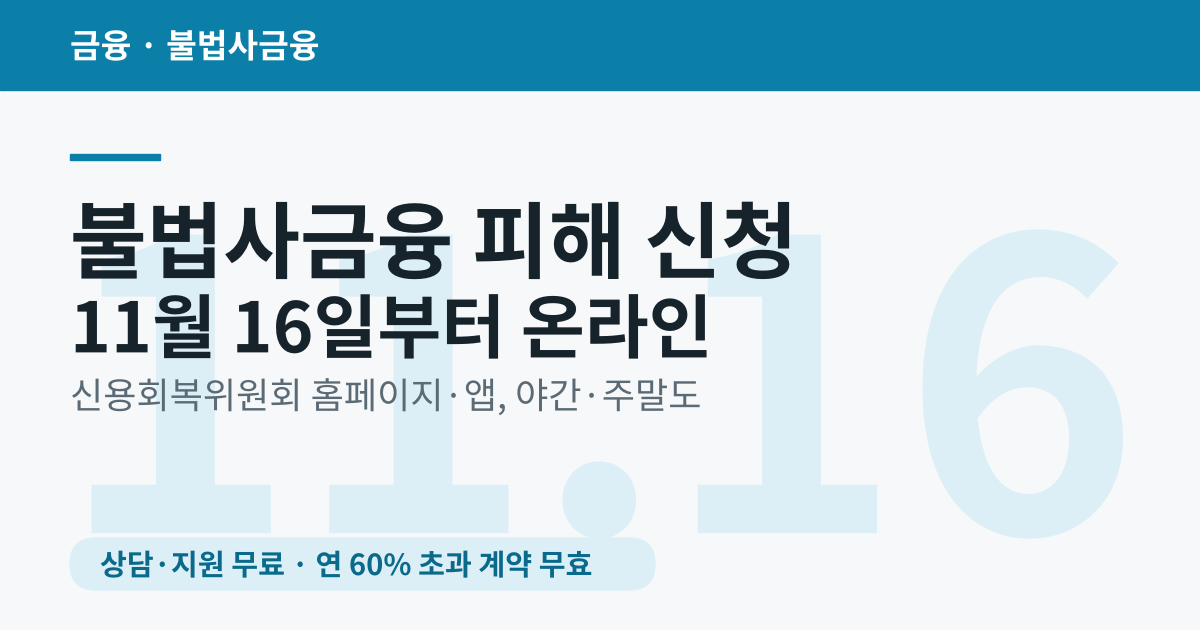 금융 · 불법사금융
불법사금융 피해 신청
11월 16일부터 온라인
신용회복위원회 홈페이지·앱, 야간·주말도
11.16
상담·지원 무료 · 연 60% 초과 계약 무효